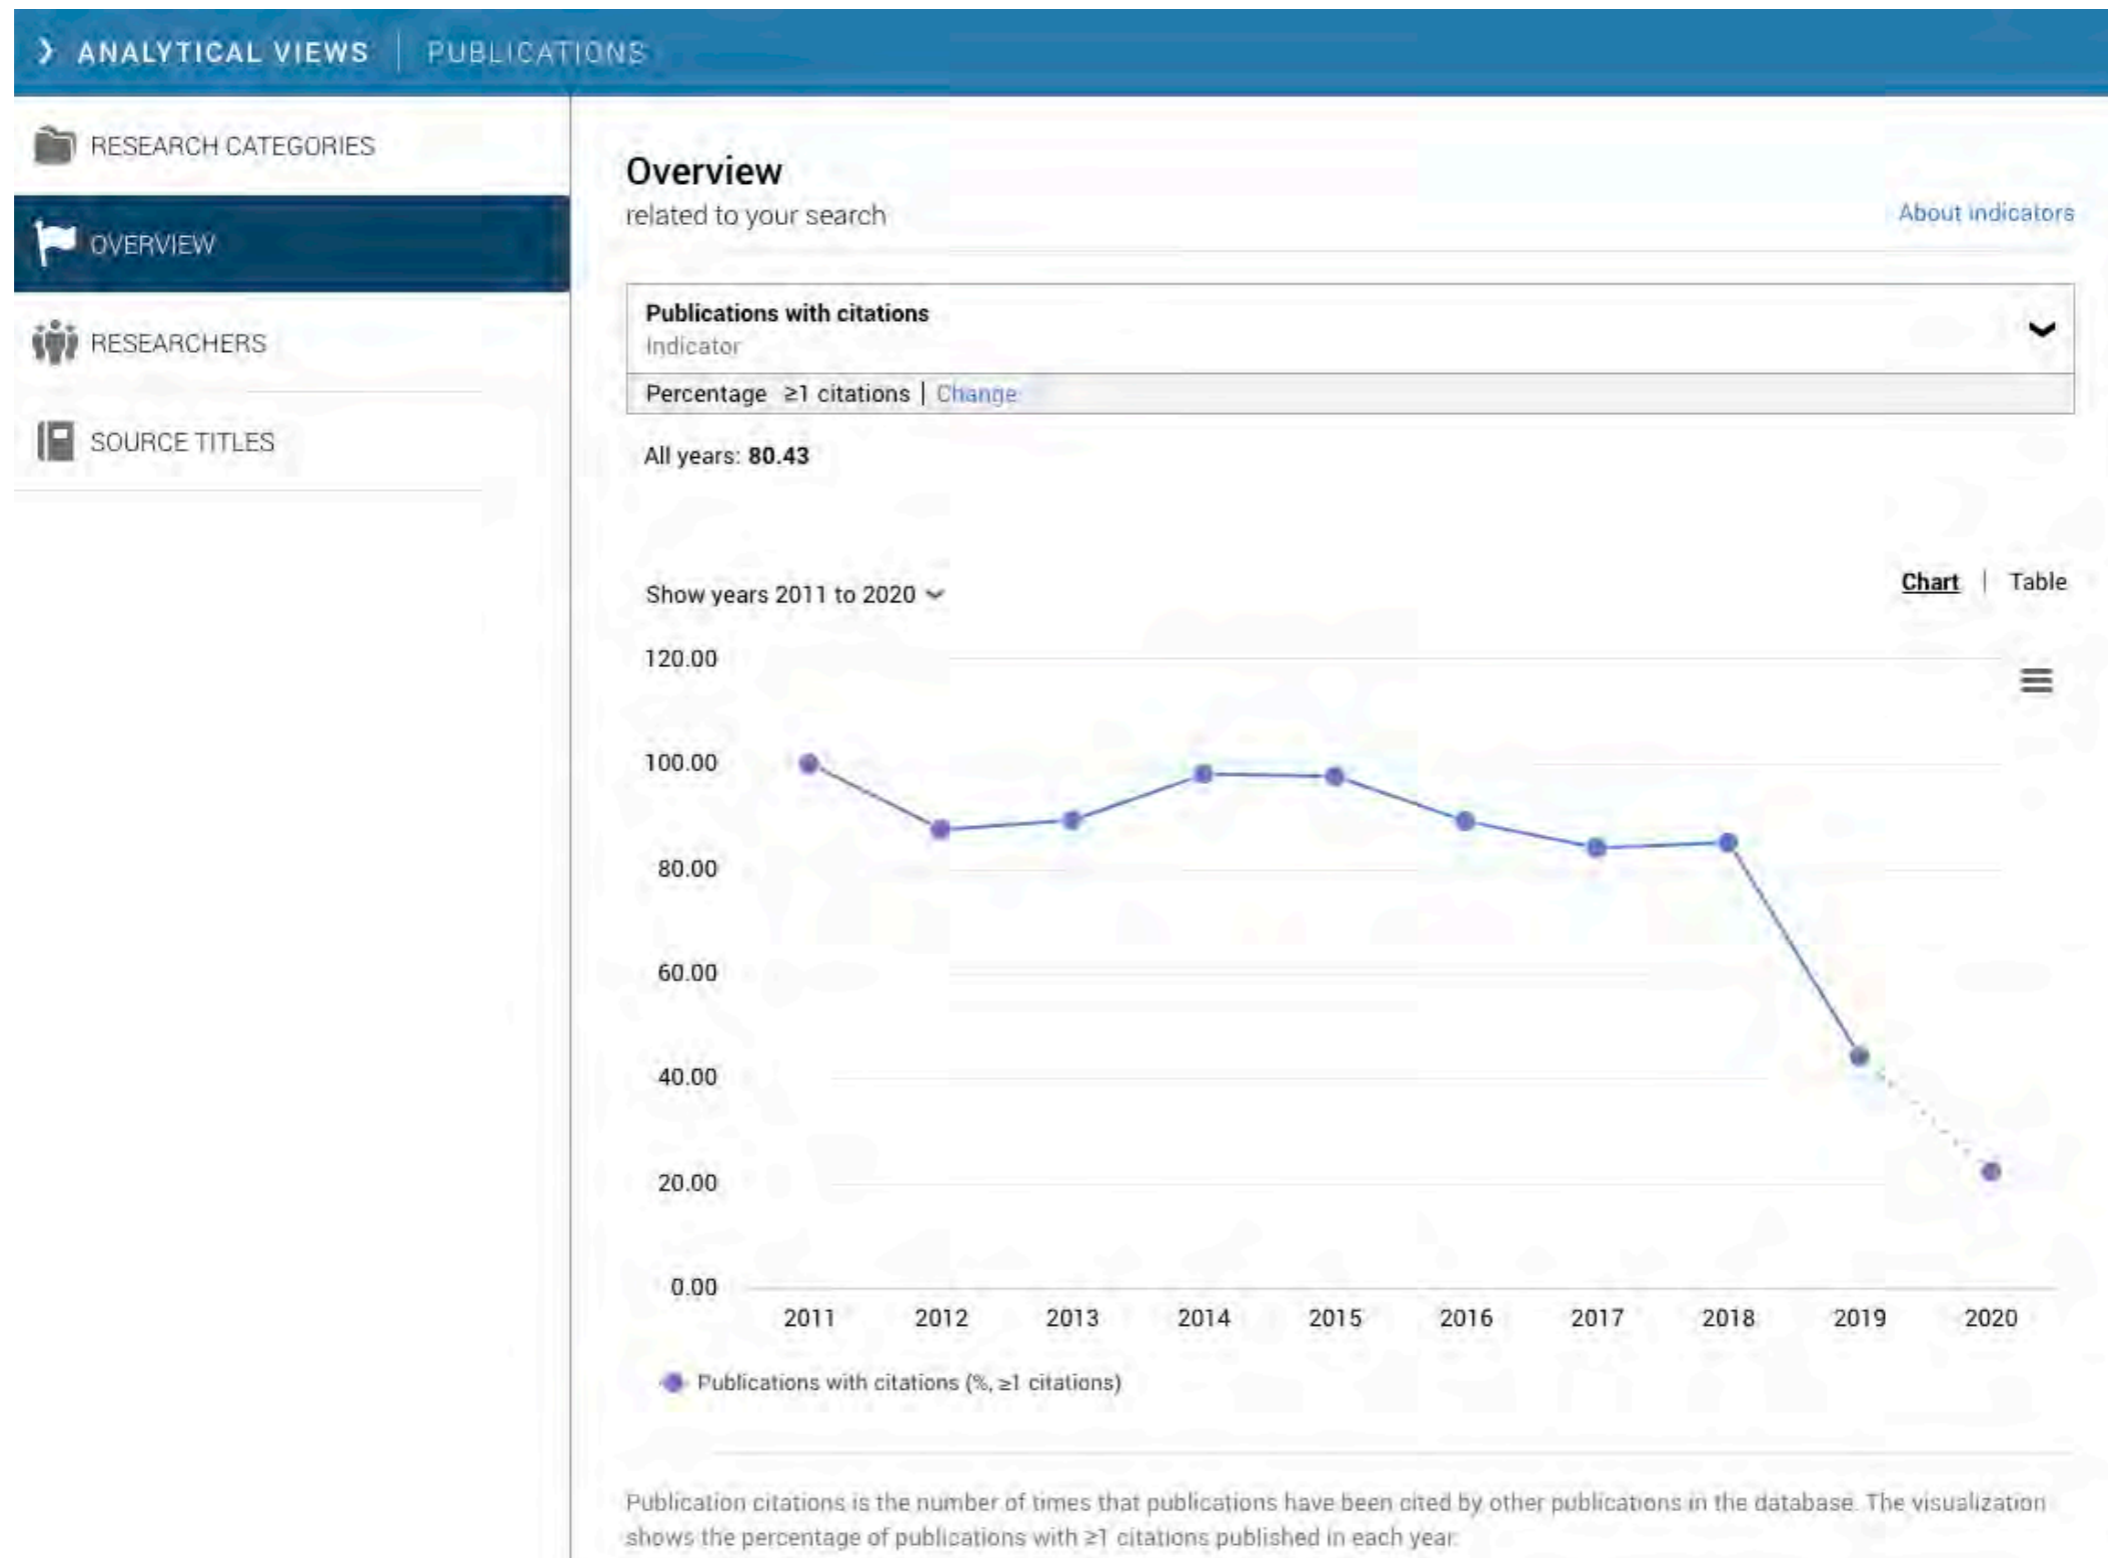 ANALYTICAL VIEWS | PUBLICATIONS
RESEARCH CATEGORIES
OVERVIEW
RESEARCHERS
SOURCE TITLES
Overview
related to your search
About indicators
Publications with citations
Indicator
Percentage ≥1 citations | Change
All years: 80.43
Show years 2011 to 2020
Chart | Table
120.00
100.00
80.00
60.00
40.00
20.00
0.00
2011 2012 2013 2014 2015 2016 2017 2018 2019 2020
Publications with citations (%, ≥1 citations)
Publication citations is the number of times that publications have been cited by other publications in the database. The visualization
shows the percentage of publications with ≥1 citations published in each year.